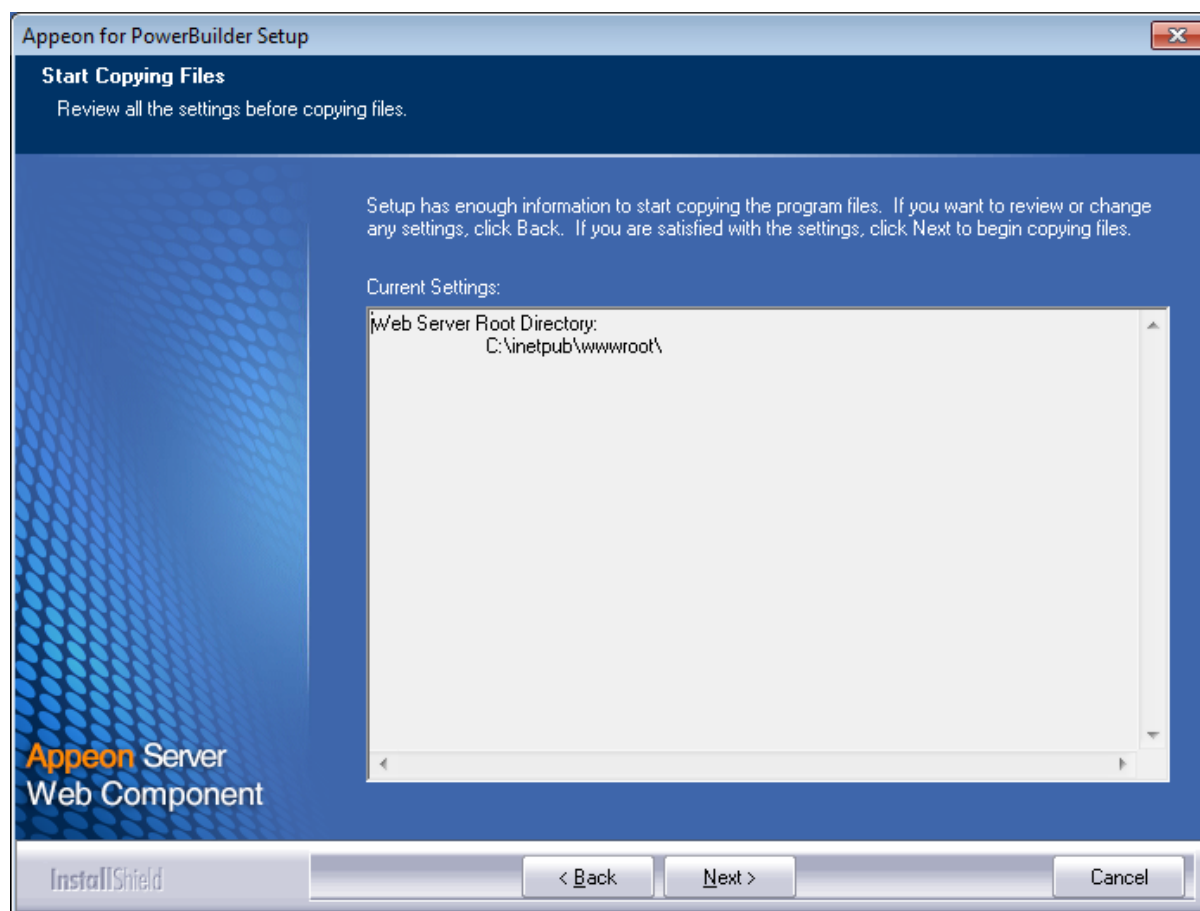 Appeon for PowerBuilder Setup
Start Copying Files
Review all the settings before copying files.
Setup has enough information to start copying the program files. If you want to review or change
any settings, click Back. If you are satisfied with the settings, click Next to begin copying files.
Current Settings:
Web Server Root Directory:
C:\inetpub\wwwroot\
Appeon Server
Web Component
InstallShield
< Back
Next >
Cancel